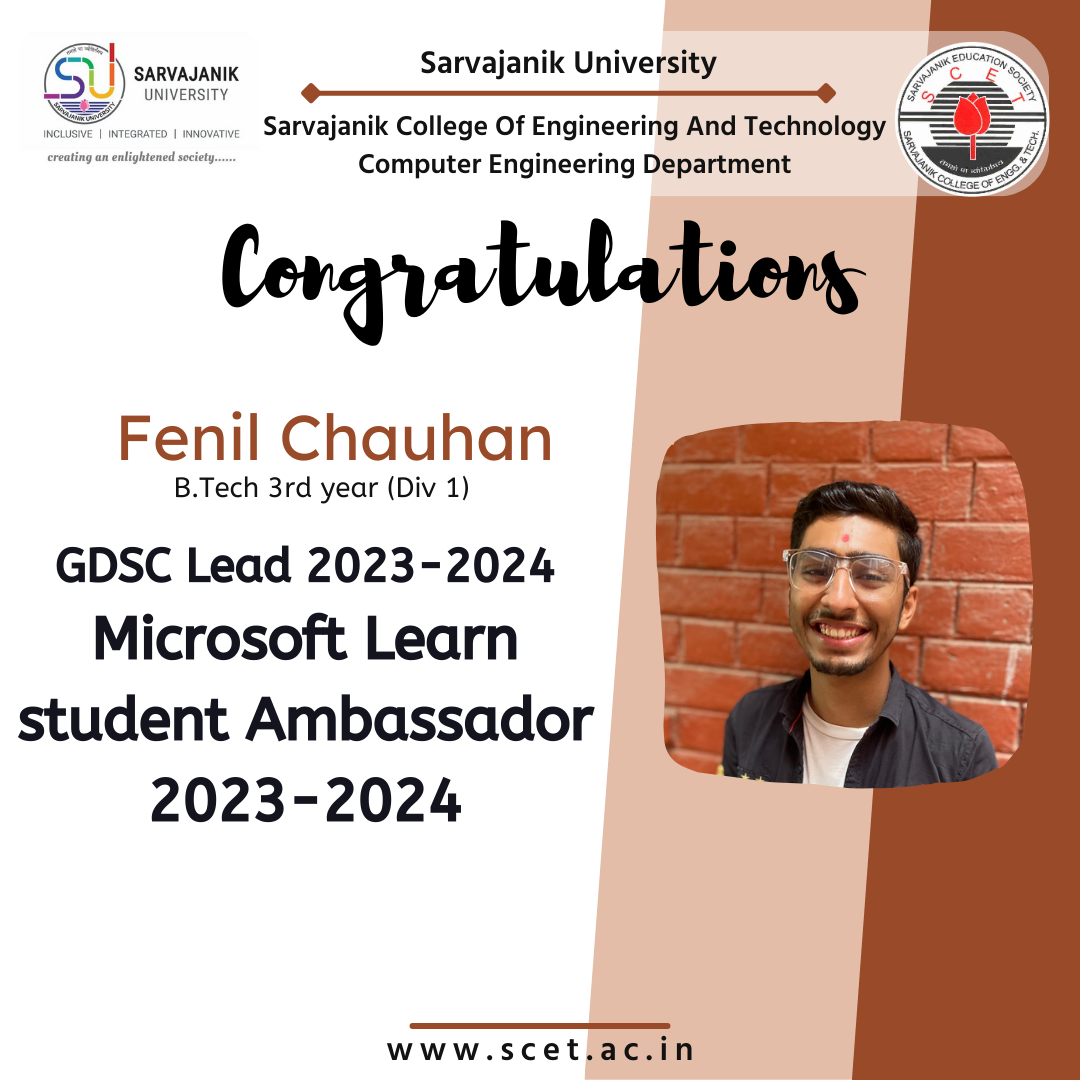 SARVAJANIK
UNIVERSITY
SARVAJANIK UNIVERSITY
INCLUSIVE | INTEGRATED | INNOVATIVE
creating an enlightened society......
Sarvajanik University
Sarvajanik College Of Engineering And Technology
Computer Engineering Department
SARVAJANIK EDUCATION SOCIETY
S C E T
SARVAJANIK COLLEGE OF ENGG. & TECH.
Congratulations
Fenil Chauhan
B.Tech 3rd year (Div 1)
GDSC Lead 2023-2024
Microsoft Learn
student Ambassador
2023-2024
www.scet.ac.in